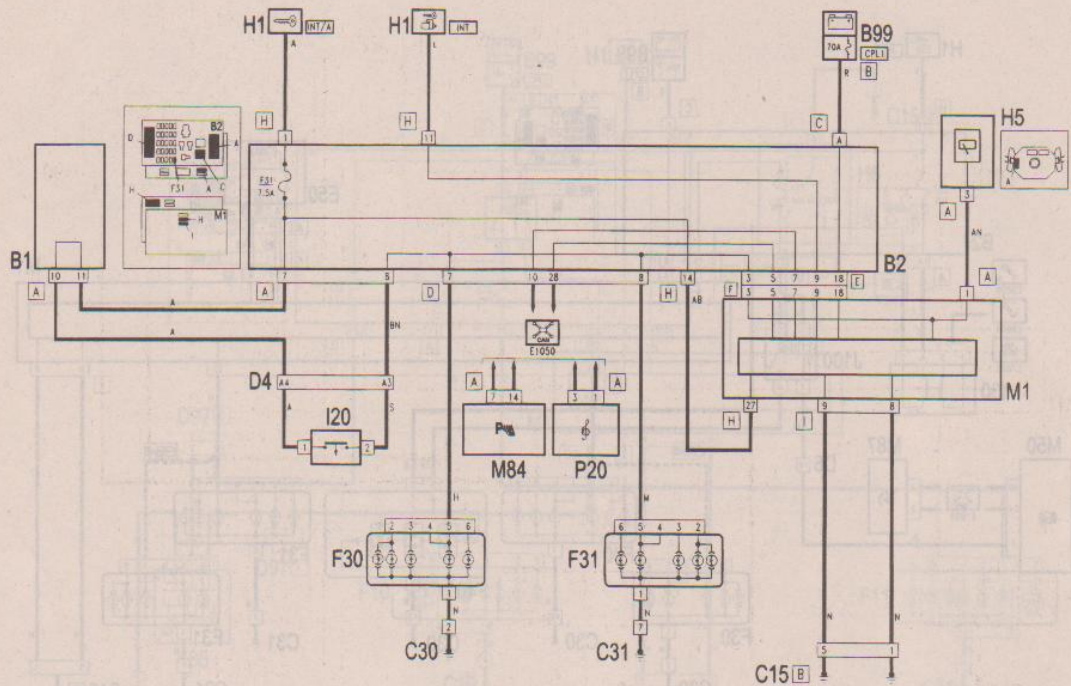 H1 INT/A
H1 INT
B99
70A CPL1
A L R B
H H C
1 11 A
H5
D B2 A
F31 A C
H M1
H
I
F31
7.5A
A
3
A
AN
B1
B2
10 11 7 5 7 10 28 8 14 3 5 7 9 18 E
A A D H F 3 5 7 9 18 A 1
A AB
A BN
CAN
E1050
D4 A4 A3
A S
A A
7 14 3 1
27 9 8 M1
H I
I20
1 2
P
M84 P20
H M
2 3 4 5 6
6 5 4 3 2
F30 F31
1 1
N N N N
2 7
C30 C31
5 1
C15 B